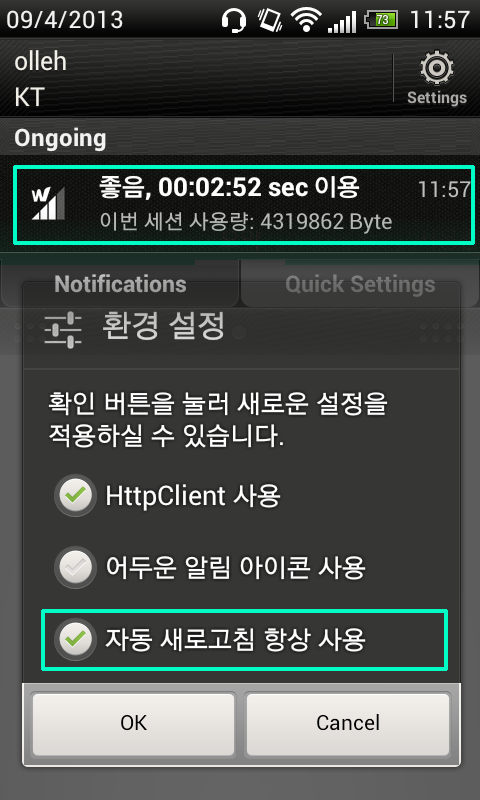 09/4/2013 73 11:57
olleh
KT
Settings
Ongoing
W 좋음, 00:02:52 sec 이용 11:57
이번 세션 사용량: 4319862 Byte
Notifications Quick Settings
환경 설정
확인 버튼을 눌러 새로운 설정을
적용하실 수 있습니다.
HttpClient 사용
어두운 알림 아이콘 사용
자동 새로고침 항상 사용
OK Cancel